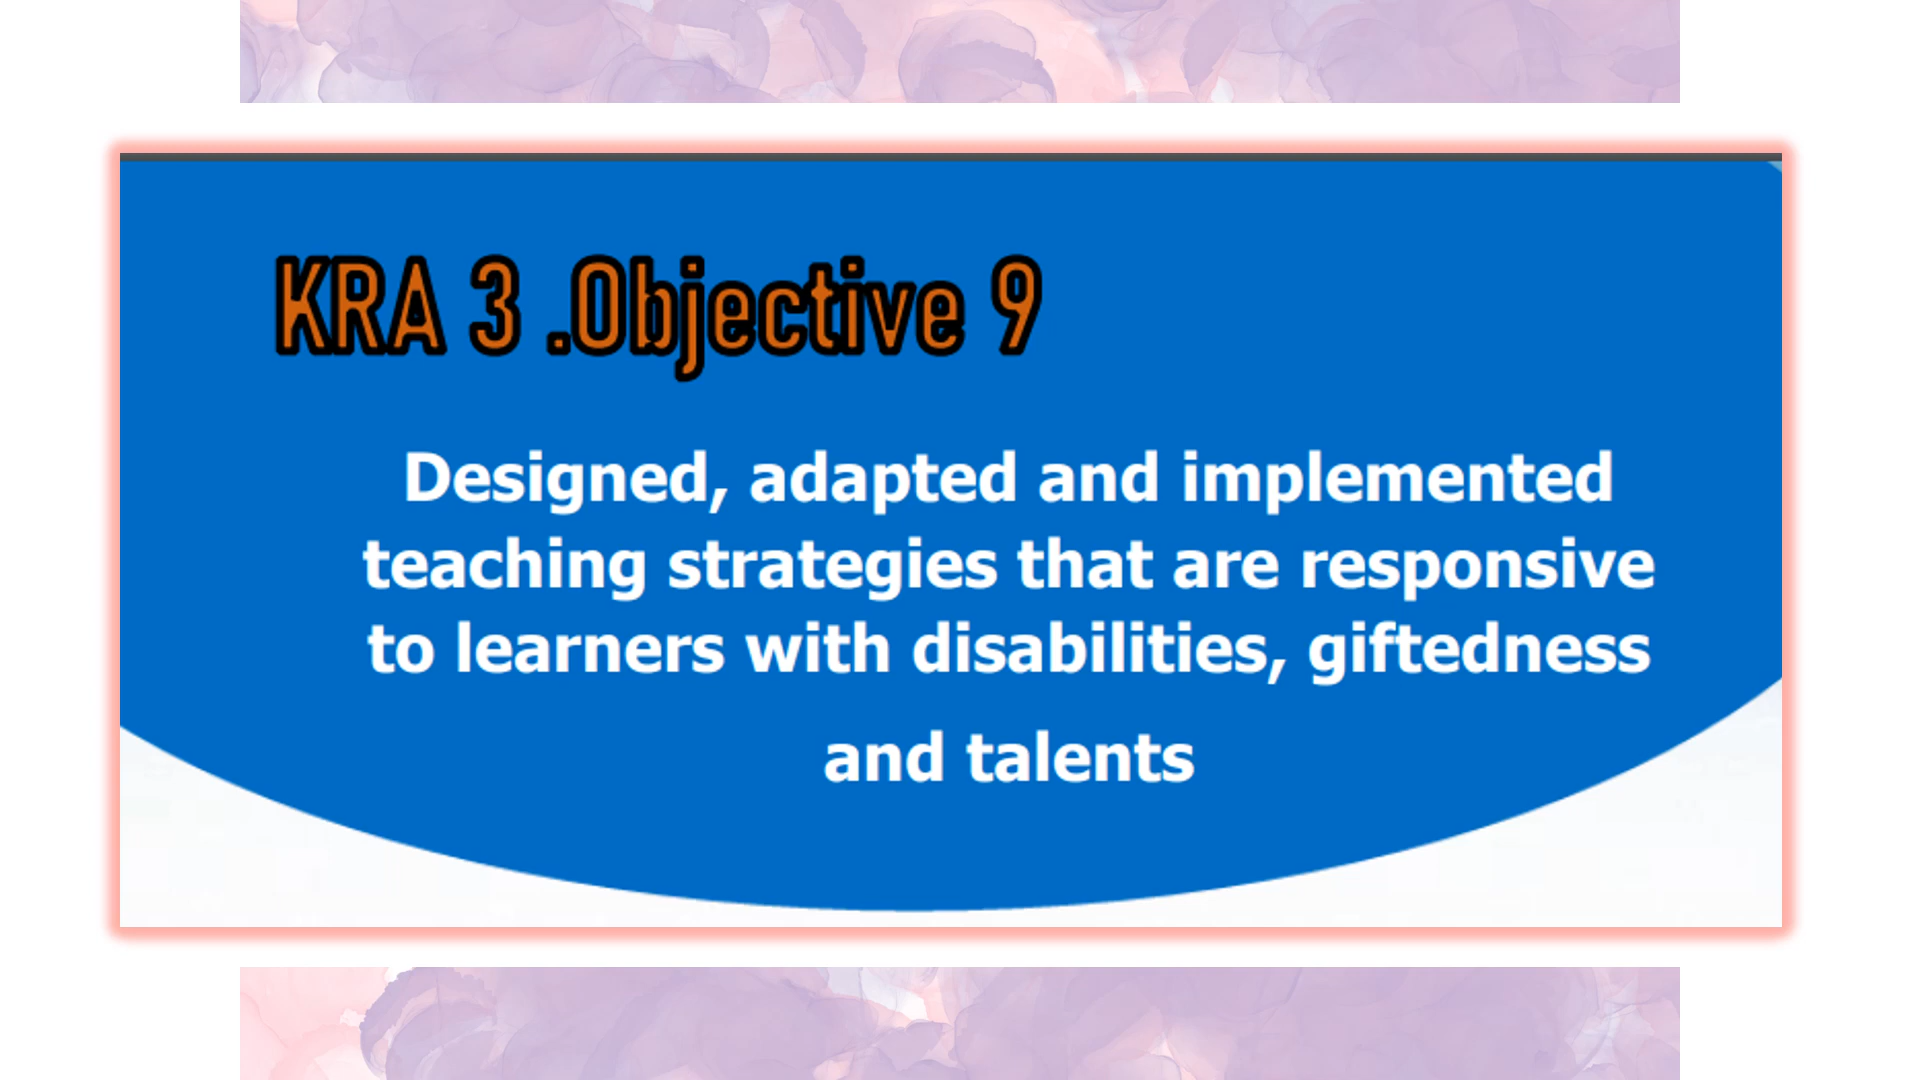 KRA 3 .Objective 9
Designed, adapted and implemented
teaching strategies that are responsive
to learners with disabilities, giftedness
and talents